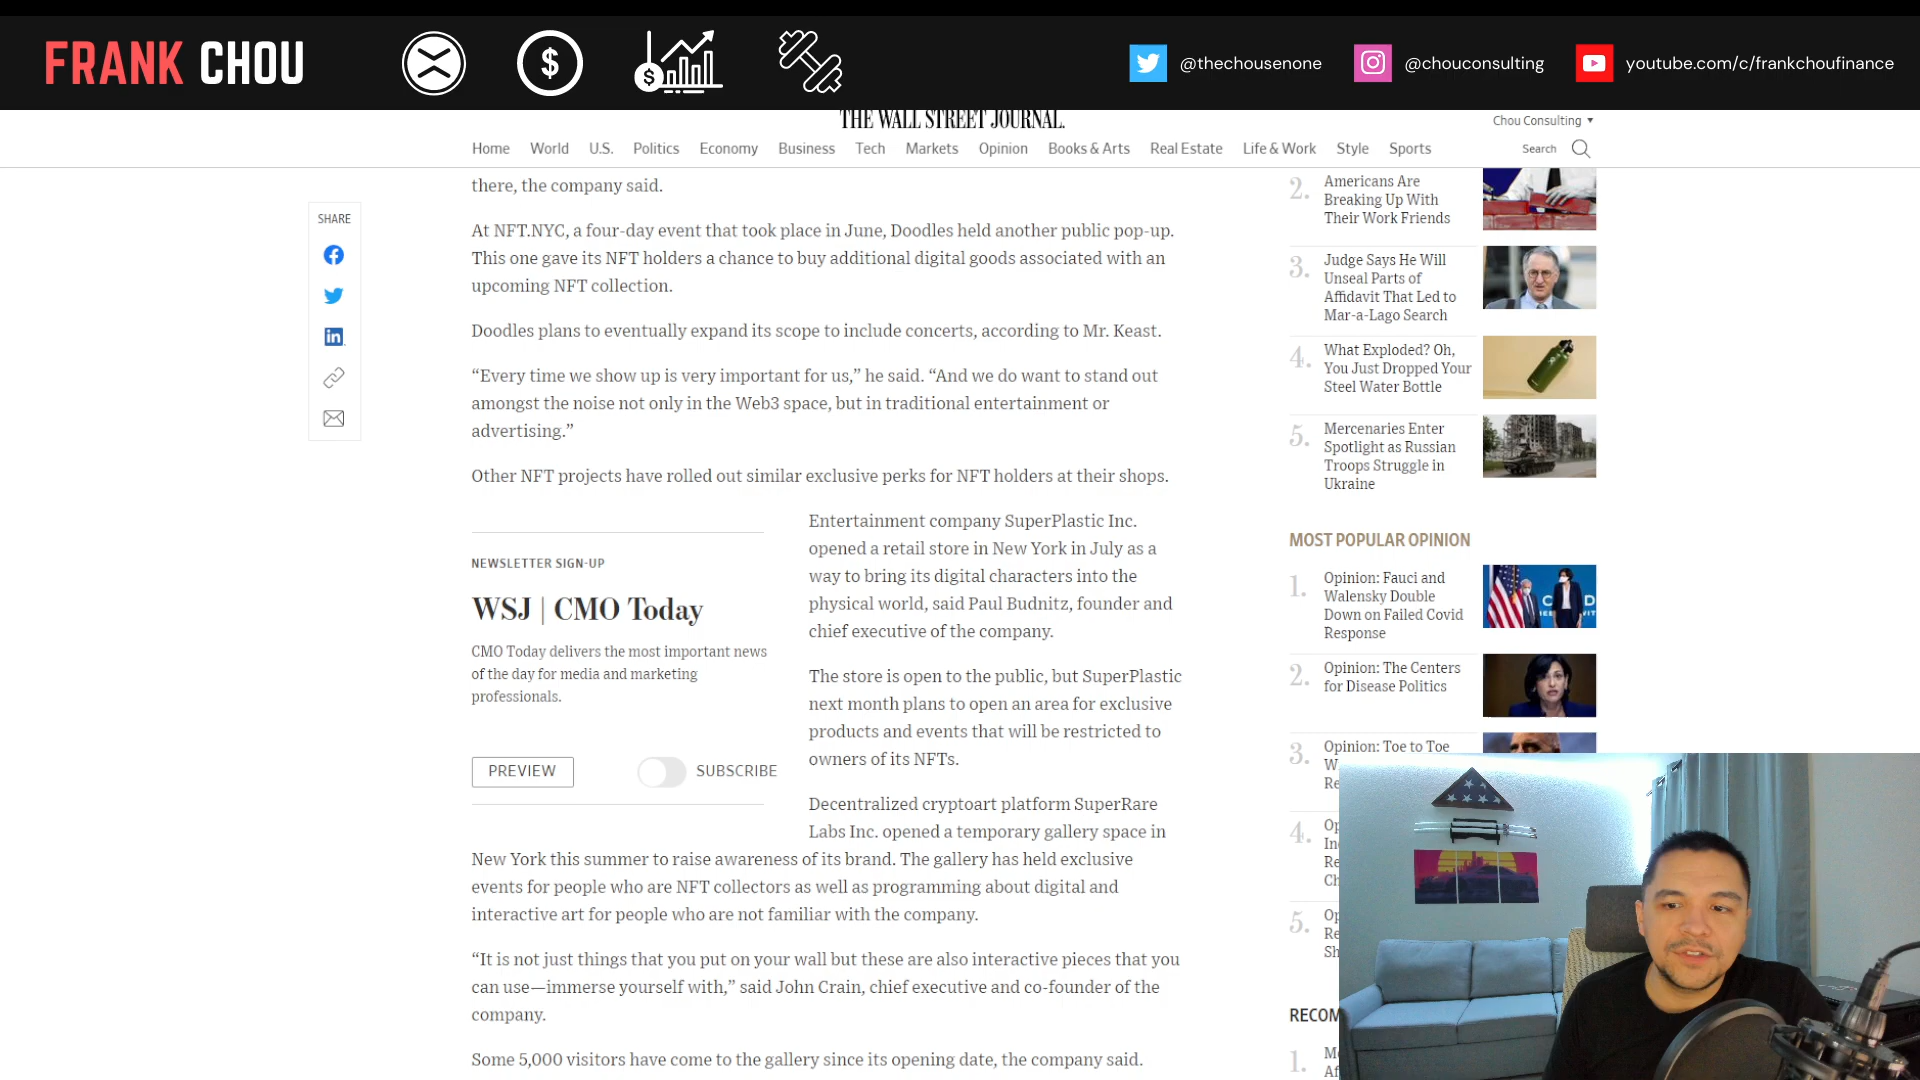 FRANK CHOU
@thechousenone
@chouconsulting
youtube.com/c/frankchoufinance
THE WALL STREET JOURNAL.
Chou Consulting
Home World U.S. Politics Economy Business Tech Markets Opinion Books & Arts Real Estate Life & Work Style Sports
Search
SHARE
there, the company said.
At NFT.NYC, a four-day event that took place in June, Doodles held another public pop-up.
This one gave its NFT holders a chance to buy additional digital goods associated with an
upcoming NFT collection.
Doodles plans to eventually expand its scope to include concerts, according to Mr. Keast.
“Every time we show up is very important for us,” he said. “And we do want to stand out
amongst the noise not only in the Web3 space, but in traditional entertainment or
advertising.”
Other NFT projects have rolled out similar exclusive perks for NFT holders at their shops.
NEWSLETTER SIGN-UP
WSJ | CMO Today
CMO Today delivers the most important news
of the day for media and marketing
professionals.
PREVIEW
SUBSCRIBE
Entertainment company SuperPlastic Inc.
opened a retail store in New York in July as a
way to bring its digital characters into the
physical world, said Paul Budnitz, founder and
chief executive of the company.
The store is open to the public, but SuperPlastic
next month plans to open an area for exclusive
products and events that will be restricted to
owners of its NFTs.
Decentralized cryptoart platform SuperRare
Labs Inc. opened a temporary gallery space in
New York this summer to raise awareness of its brand. The gallery has held exclusive
events for people who are NFT collectors as well as programming about digital and
interactive art for people who are not familiar with the company.
“It is not just things that you put on your wall but these are also interactive pieces that you
can use—immerse yourself with,” said John Crain, chief executive and co-founder of the
company.
Some 5,000 visitors have come to the gallery since its opening date, the company said.
2. Americans Are
Breaking Up With
Their Work Friends
3. Judge Says He Will
Unseal Parts of
Affidavit That Led to
Mar-a-Lago Search
4. What Exploded? Oh,
You Just Dropped Your
Steel Water Bottle
5. Mercenaries Enter
Spotlight as Russian
Troops Struggle in
Ukraine
MOST POPULAR OPINION
1. Opinion: Fauci and
Walensky Double
Down on Failed Covid
Response
2. Opinion: The Centers
for Disease Politics
3. Opinion: Toe to Toe
4.
5.
1.